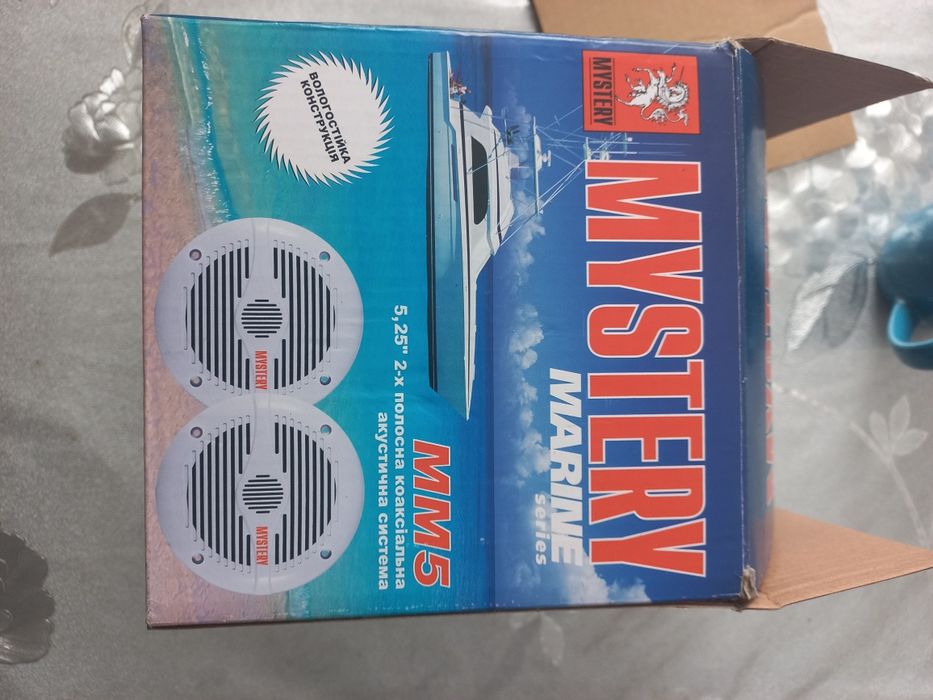 MYSTERY
MYSTERY
MARINE
series
ВОЛОГОСТІЙКА
КОНСТРУКЦІЯ
MM5
5,25" 2-х полосна коаксіальна
акустична система
MYSTERY
MYSTERY